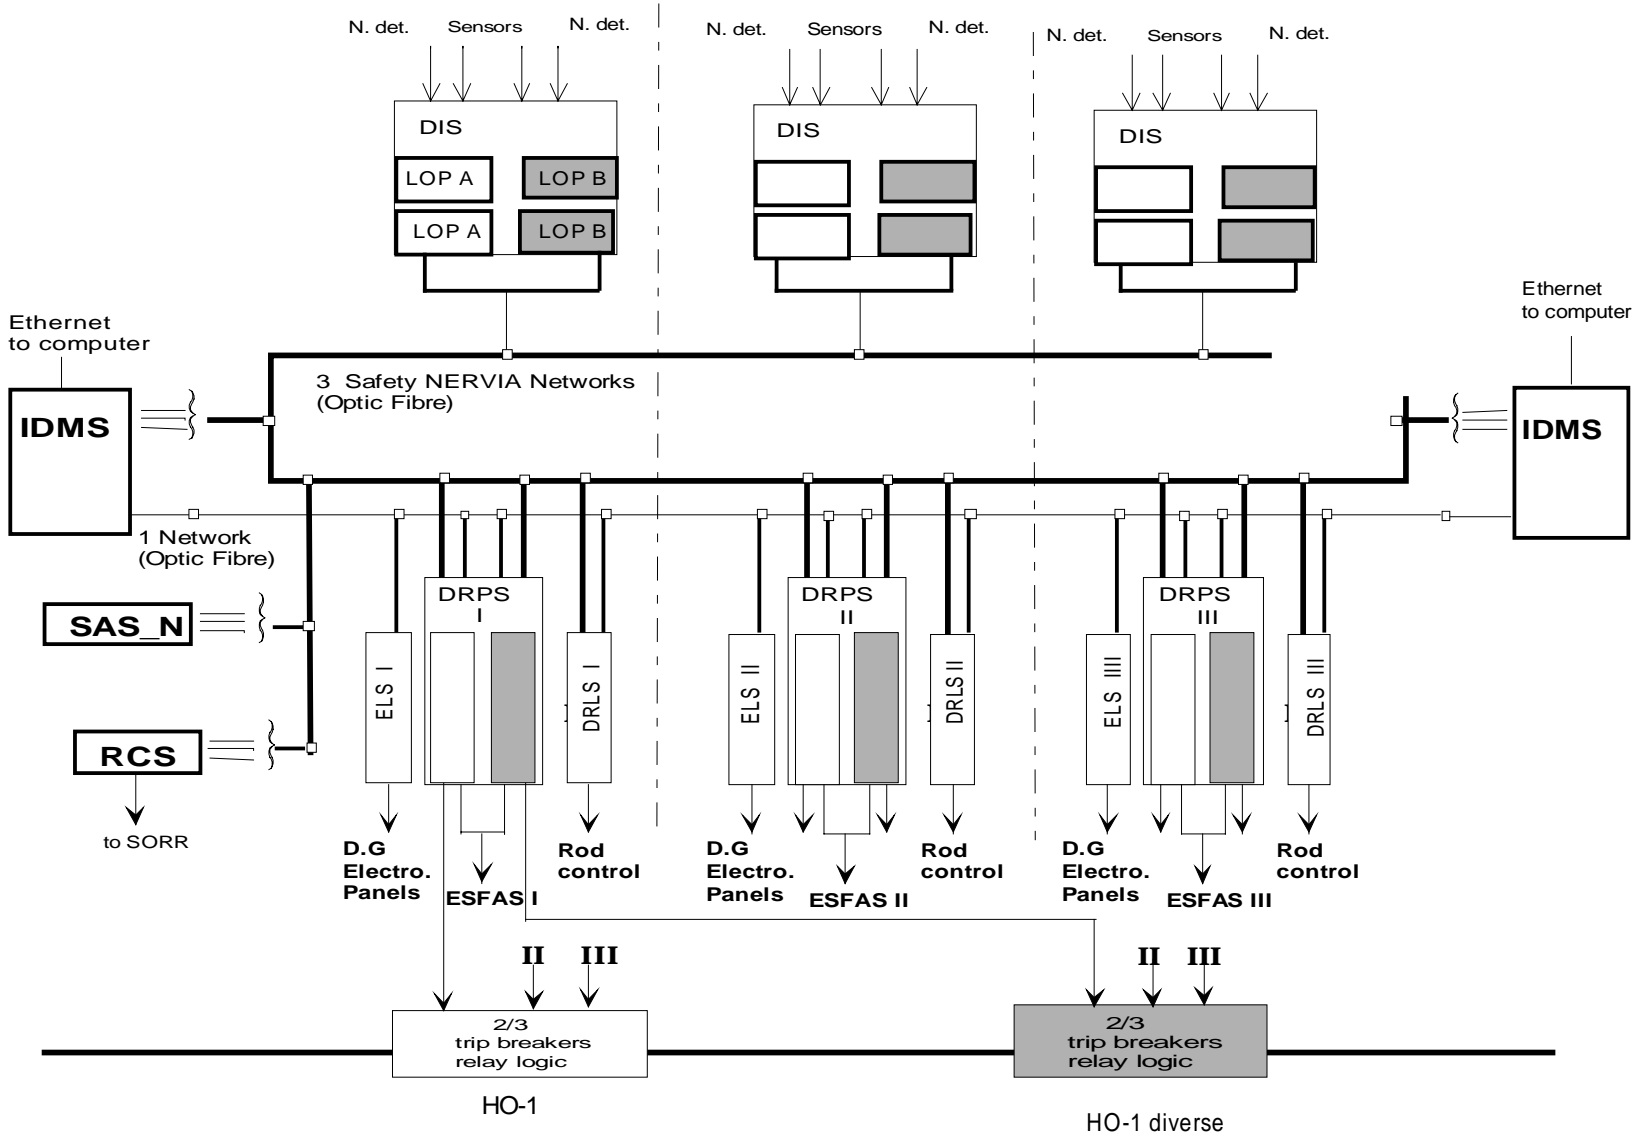 N. det.
Sensors
N. det.
N. det.
Sensors
N. det.
N. det.
Sensors
N. det.
DIS
LOP A
LOP B
LOP A
LOP B
DIS
DIS
Ethernet
to computer
Ethernet
to computer
3 Safety NERVIA Networks
(Optic Fibre)
IDMS
IDMS
1 Network
(Optic Fibre)
SAS_N
RCS
to SORR
DRPS
I
ELS I
DRLS I
DRPS
II
ELS II
DRLS II
DRPS
III
ELS IIII
DRLS III
D.G
Electro.
Panels
ESFAS I
Rod
control
D.G
Electro.
Panels
ESFAS II
Rod
control
D.G
Electro.
Panels
ESFAS III
Rod
control
II
III
II
III
2/3
trip breakers
relay logic
2/3
trip breakers
relay logic
HO-1
HO-1 diverse